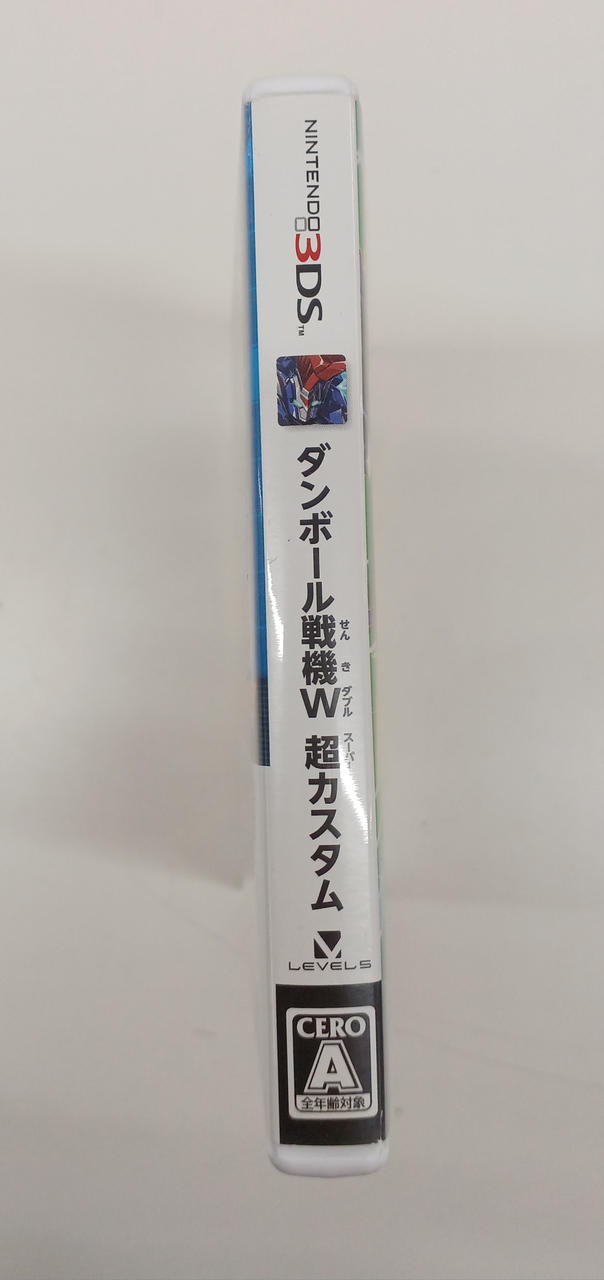 NINTENDO
3DS™
ダンボール戦機W 超カスタム
せん き ダブル スーパー
LEVEL5
CERO
A
全年齢対象